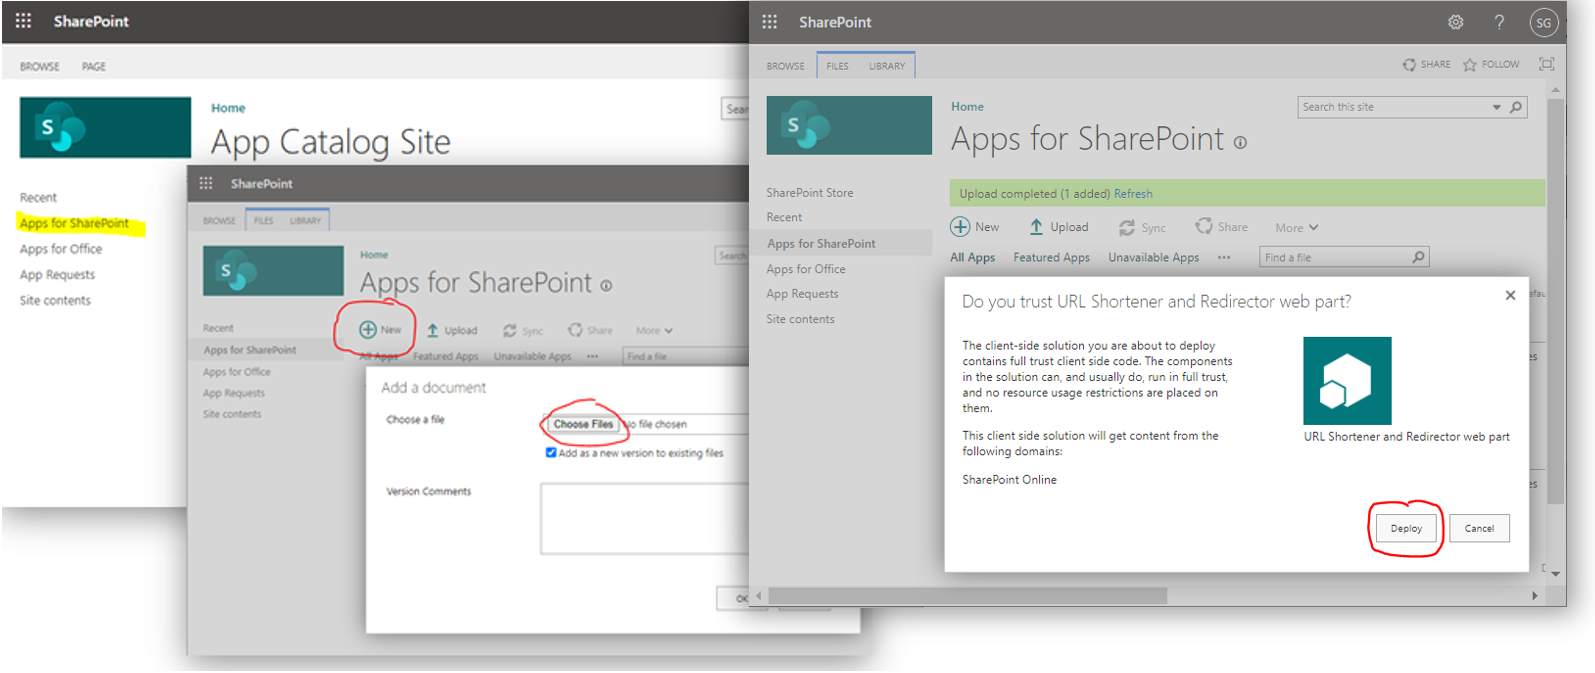 SharePoint
BROWSE PAGE
S
Home
Sear
App Catalog Site
Recent
Apps for SharePoint
Apps for Office
App Requests
Site contents
SharePoint
BROWSE FILES LIBRARY
S
Home
Search
Apps for SharePoint
Recent
Apps for SharePoint
Apps for Office
App Requests
Site contents
New Upload Sync Share More
All Apps Featured Apps Unavailable Apps ••• Find a file
Add a document
Choose a file
Choose Files No file chosen
Add as a new version to existing files
Version Comments
OK
SharePoint
? SG
BROWSE FILES LIBRARY
SHARE FOLLOW
S
Home
Search this site
Apps for SharePoint
Upload completed (1 added) Refresh
SharePoint Store
Recent
Apps for SharePoint
Apps for Office
App Requests
Site contents
New Upload Sync Share More
All Apps Featured Apps Unavailable Apps ••• Find a file
Do you trust URL Shortener and Redirector web part?
The client-side solution you are about to deploy
contains full trust client side code. The components
in the solution can, and usually do, run in full trust,
and no resource usage restrictions are placed on
them.
This client side solution will get content from the
following domains:
SharePoint Online
URL Shortener and Redirector web part
Deploy Cancel